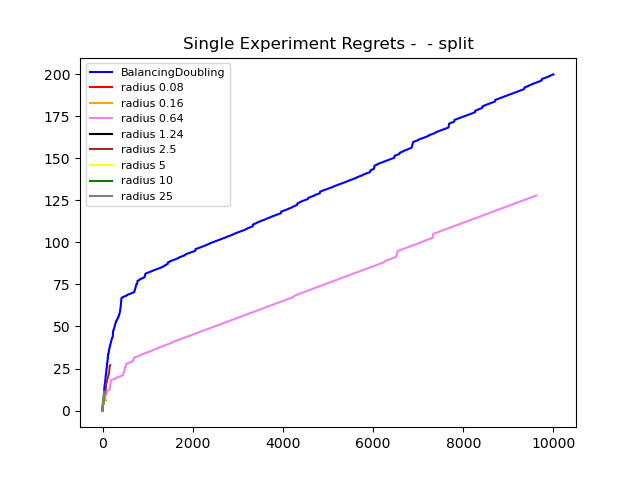 Single Experiment Regrets -  - split
BalancingDoubling
radius 0.08
radius 0.16
radius 0.64
radius 1.24
radius 2.5
radius 5
radius 10
radius 25
200
175
150
125
100
75
50
25
0
0 2000 4000 6000 8000 10000